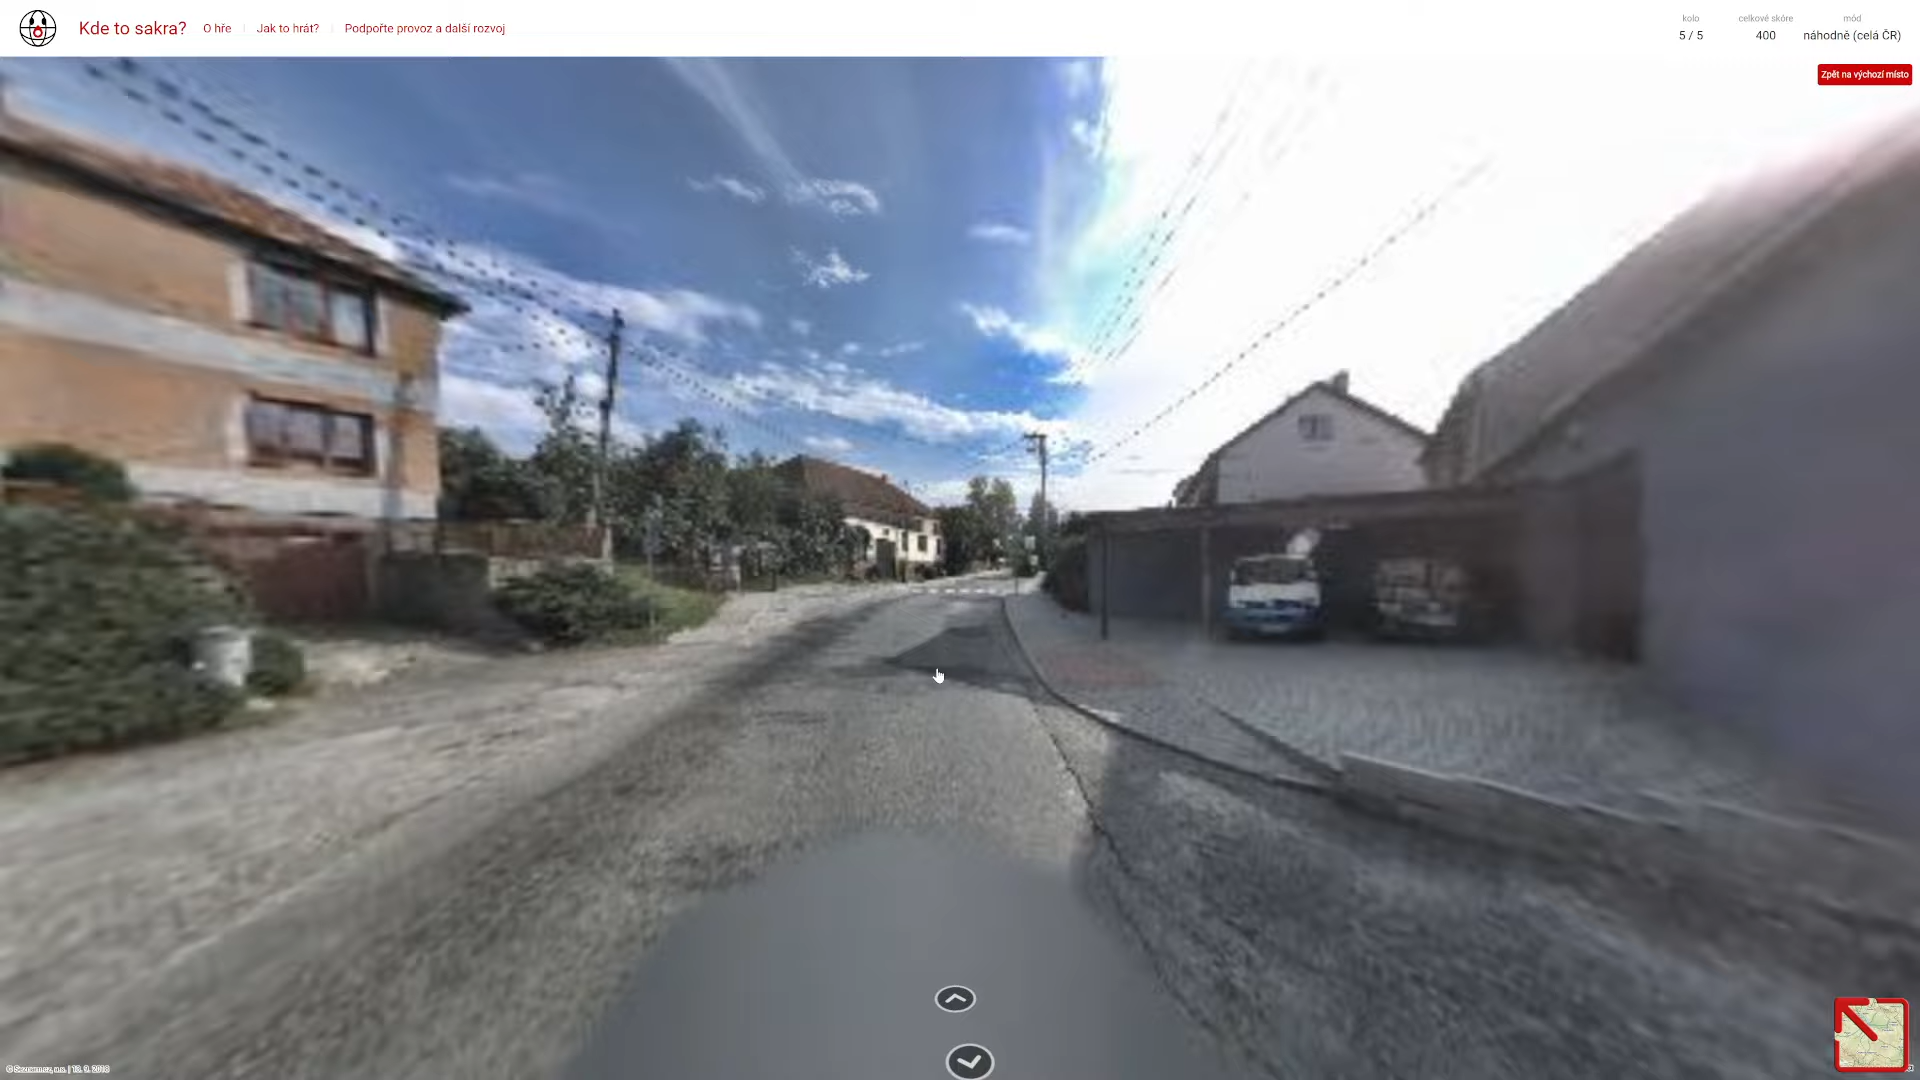 Kde to sakra?
O hře
Jak to hrát?
Podpořte provoz a další rozvoj
kolo
5 / 5
celkové skóre
400
mód
náhodně (celá ČR)
Zpět na výchozí místo